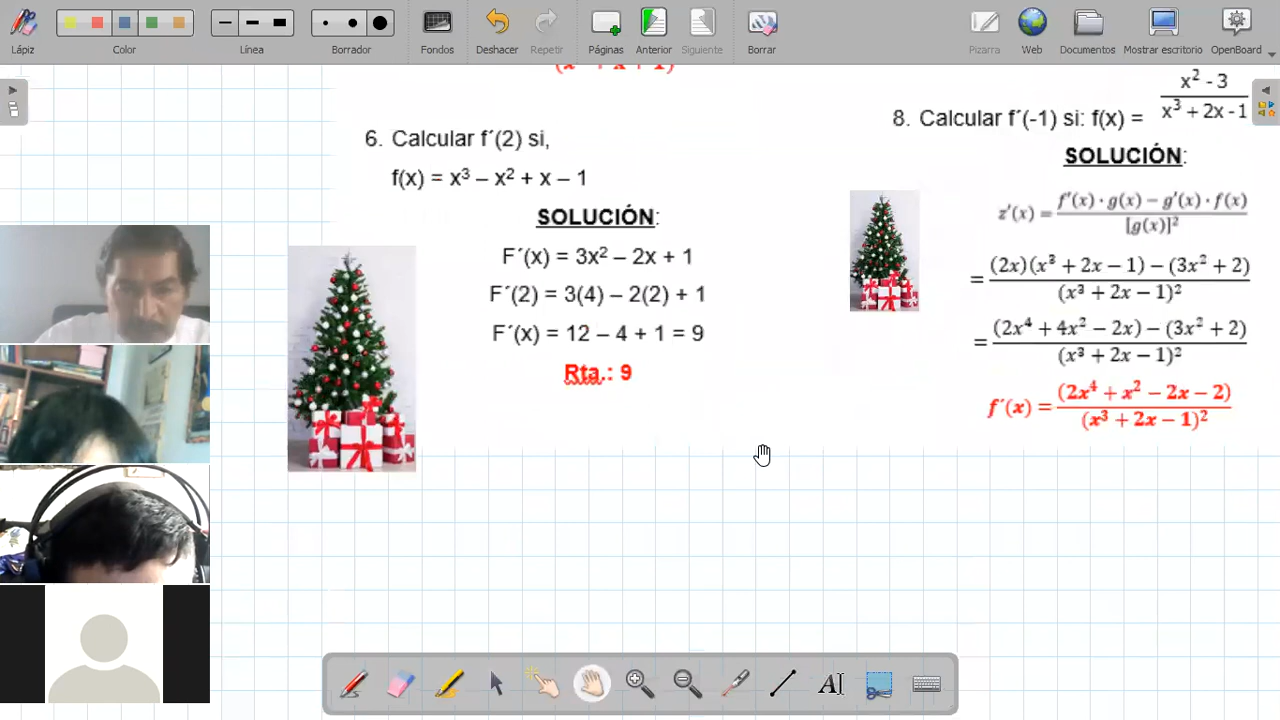 Lápiz
Color
Línea
Borrador
Fondos
Deshacer
Repetir
Páginas
Anterior
Siguiente
Borrar
Pizarra
Web
Documentos
Mostrar escritorio
OpenBoard
6. Calcular f´(2) si,
f(x) = x³ – x² + x – 1
SOLUCIÓN:
F´(x) = 3x² – 2x + 1
F´(2) = 3(4) – 2(2) + 1
F´(x) = 12 – 4 + 1 = 9
Rta.: 9
8. Calcular f´(-1) si: f(x) = (x² - 3)/(x³ + 2x - 1)
SOLUCIÓN:
z'(x) = (f'(x) · g(x) − g'(x) · f(x))/[g(x)]²
= ((2x)(x³ + 2x − 1) − (3x² + 2))/(x³ + 2x − 1)²
= ((2x⁴ + 4x² − 2x) − (3x² + 2))/(x³ + 2x − 1)²
f´(x) = (2x⁴ + x² − 2x − 2)/(x³ + 2x − 1)²
AI